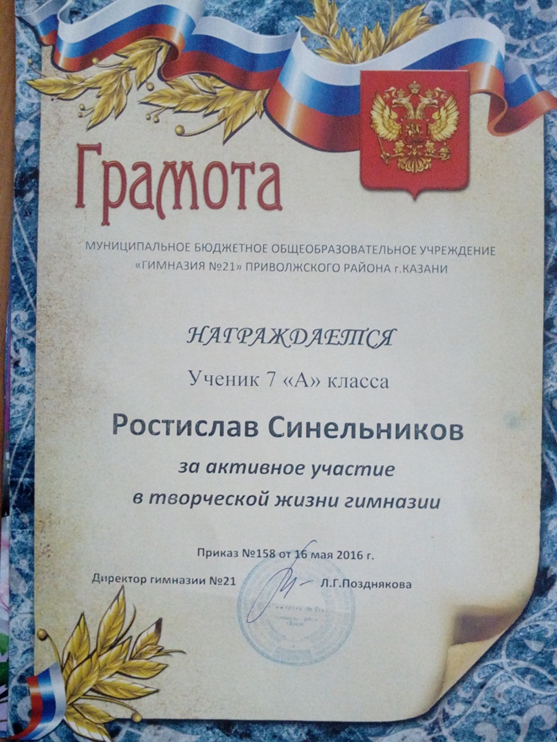 Грамота
МУНИЦИПАЛЬНОЕ БЮДЖЕТНОЕ ОБЩЕОБРАЗОВАТЕЛЬНОЕ УЧРЕЖДЕНИЕ
«ГИМНАЗИЯ №21» ПРИВОЛЖСКОГО РАЙОНА г.КАЗАНИ
НАГРАЖДАЕТСЯ
Ученик 7 «А» класса
Ростислав Синельников
за активное участие
в творческой жизни гимназии
Приказ №158 от 16 мая 2016 г.
Директор гимназии №21 Л.Г.Позднякова